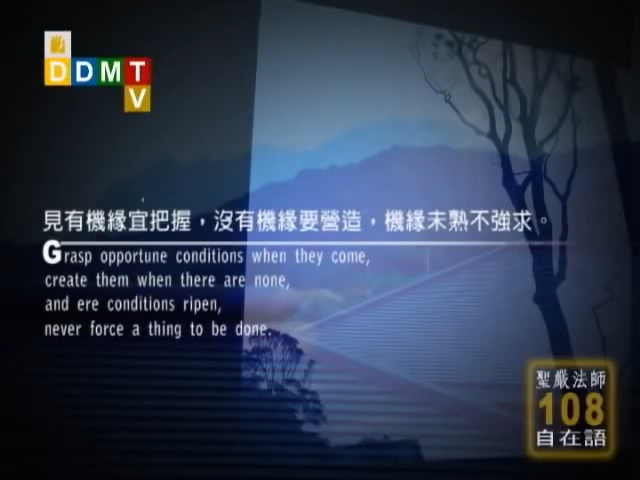 DDMT
V
見有機緣宜把握，沒有機緣要營造，機緣未熟不強求。
Grasp opportune conditions when they come,
create them when there are none,
and ere conditions ripen,
never force a thing to be done.
聖嚴法師
108
自在語